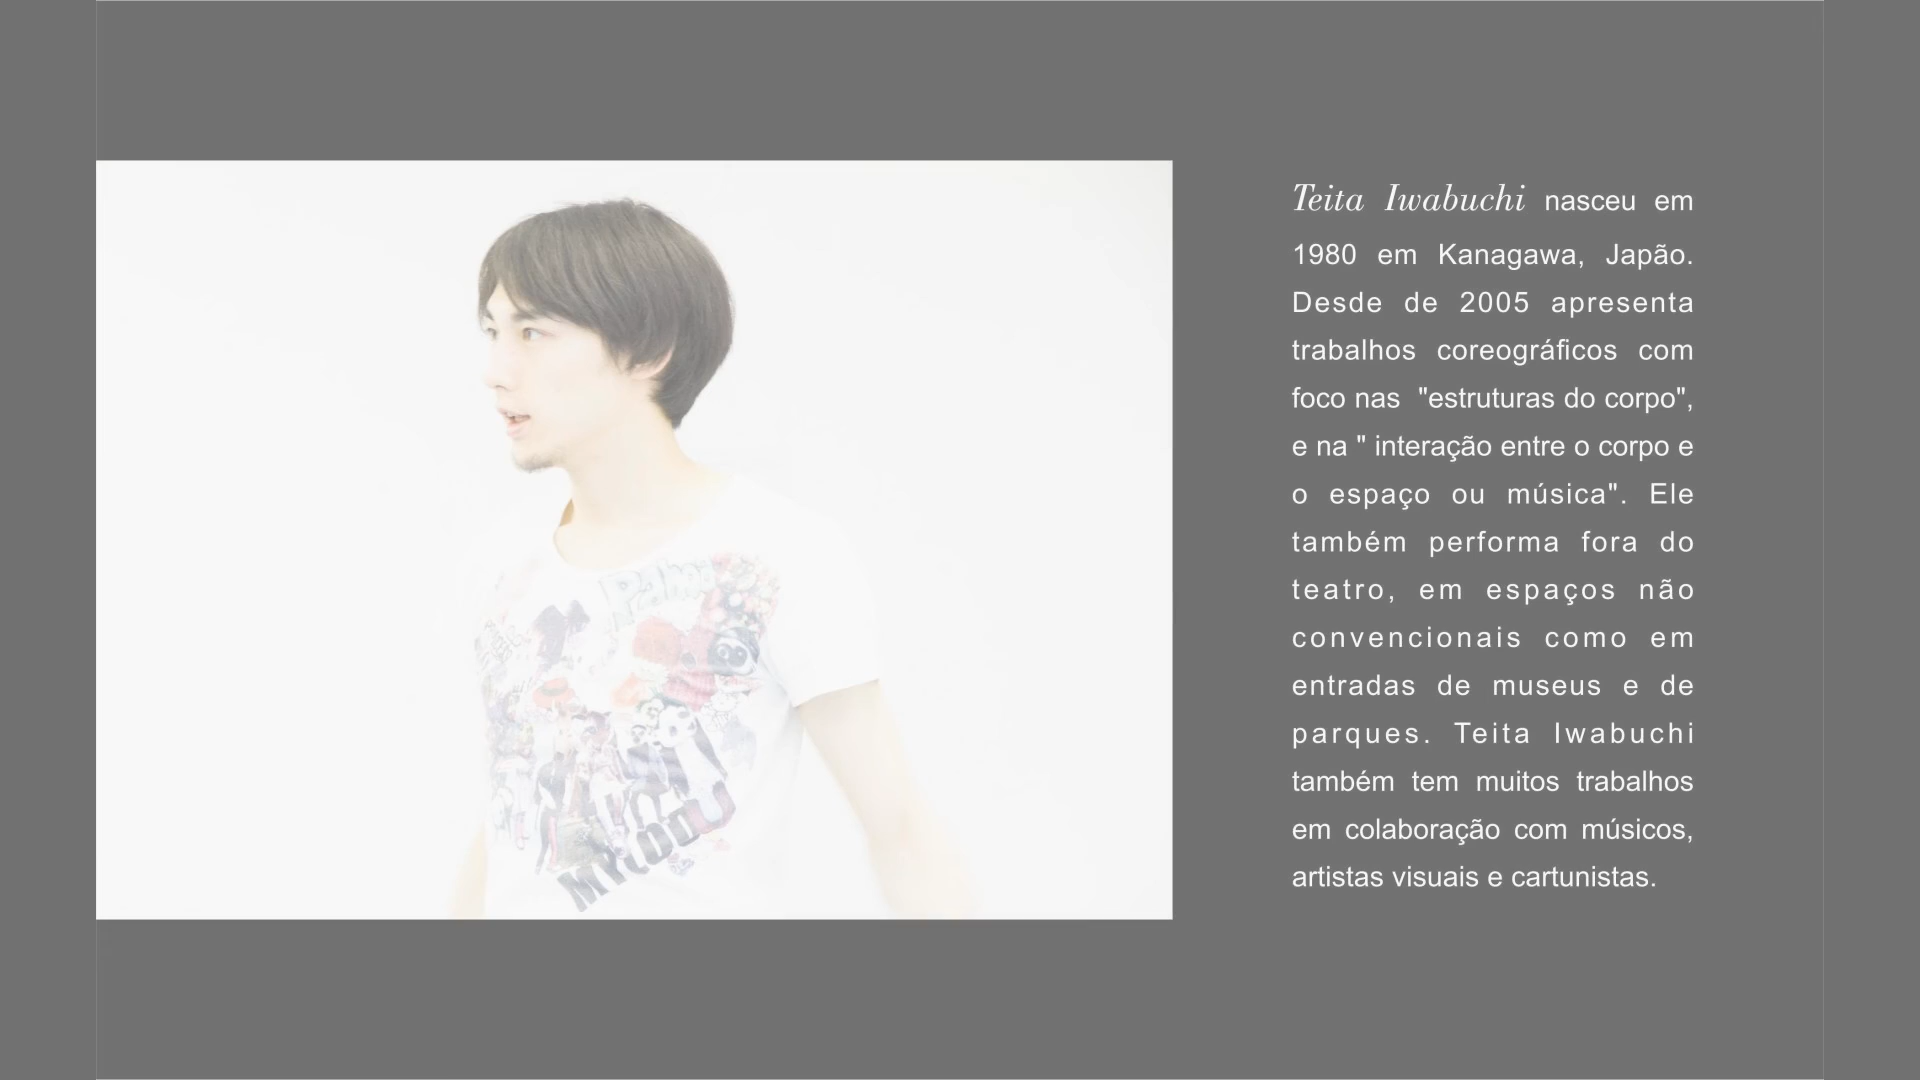 Teita Iwabuchi nasceu em
1980 em Kanagawa, Japão.
Desde de 2005 apresenta
trabalhos coreográficos com
foco nas "estruturas do corpo",
e na " interação entre o corpo e
o espaço ou música". Ele
também performa fora do
teatro, em espaços não
convencionais como em
entradas de museus e de
parques. Teita Iwabuchi
também tem muitos trabalhos
em colaboração com músicos,
artistas visuais e cartunistas.